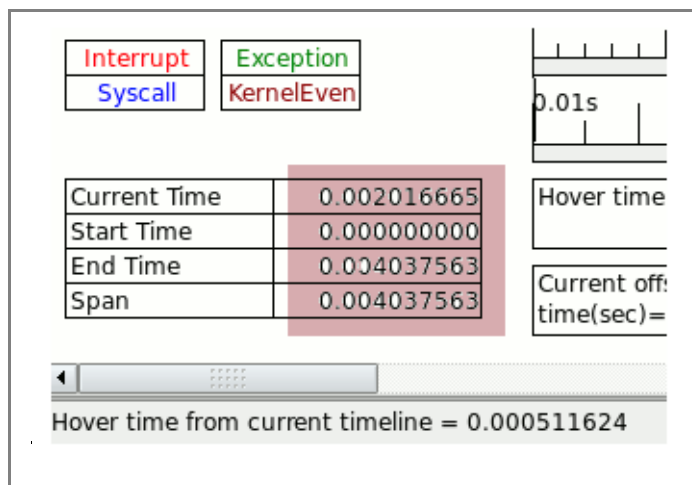 Interrupt Exception
Syscall KernelEven
0.01s
Current Time 0.002016665
Start Time 0.000000000
End Time 0.004037563
Span 0.004037563
Hover time
Current offs
time(sec)=
Hover time from current timeline = 0.000511624